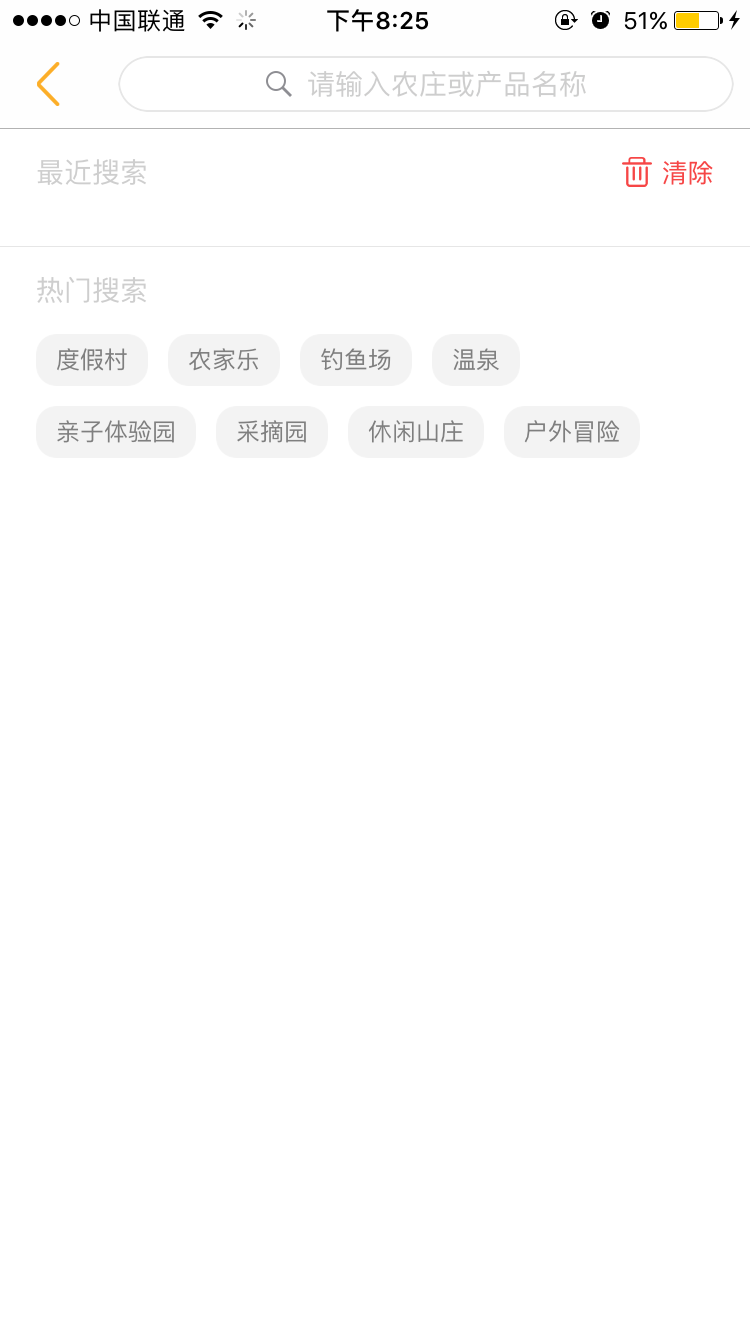 中国联通 下午8:25 51%
请输入农庄或产品名称
最近搜索 清除
热门搜索
度假村 农家乐 钓鱼场 温泉
亲子体验园 采摘园 休闲山庄 户外冒险